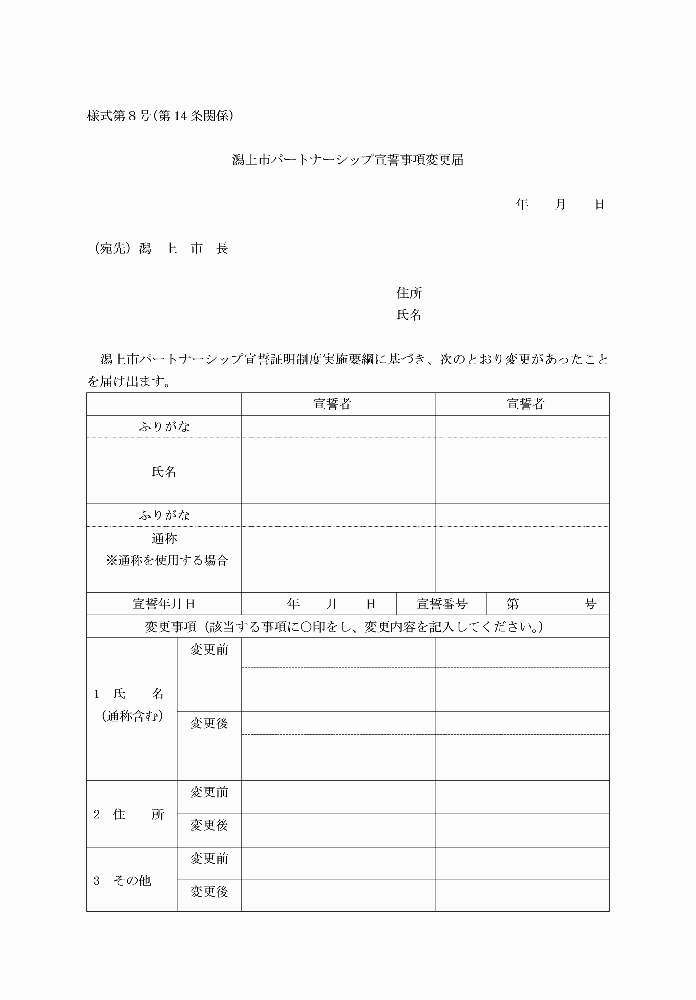 様式第８号（第 14 条関係）
潟上市パートナーシップ宣誓事項変更届
年　　月　　日
（宛先）潟　上　市　長
住所
氏名
潟上市パートナーシップ宣誓証明制度実施要綱に基づき、次のとおり変更があったこと
を届け出ます。
宣誓者　宣誓者
ふりがな
氏名
ふりがな
通称
※通称を使用する場合
宣誓年月日　年　　月　　日　宣誓番号　第　　　　　号
変更事項（該当する事項に〇印をし、変更内容を記入してください。）
変更前
1　氏　　名
（通称含む）
変更後
変更前
2　住　　所
変更後
変更前
3　その他
変更後